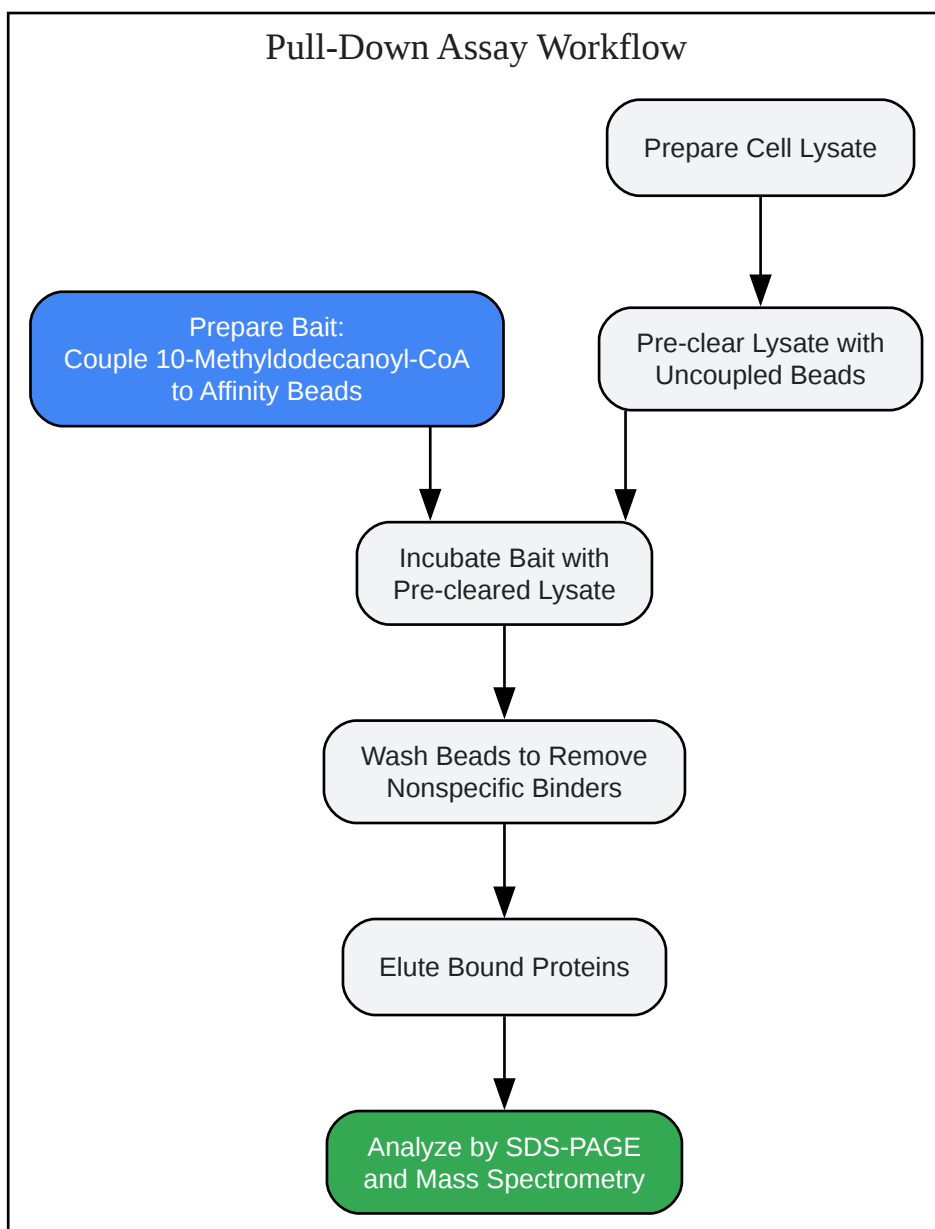 Pull-Down Assay Workflow
Prepare Cell Lysate
Prepare Bait:
Couple 10-Methyldodecanoyl-CoA
to Affinity Beads
Pre-clear Lysate with
Uncoupled Beads
Incubate Bait with
Pre-cleared Lysate
Wash Beads to Remove
Nonspecific Binders
Elute Bound Proteins
Analyze by SDS-PAGE
and Mass Spectrometry